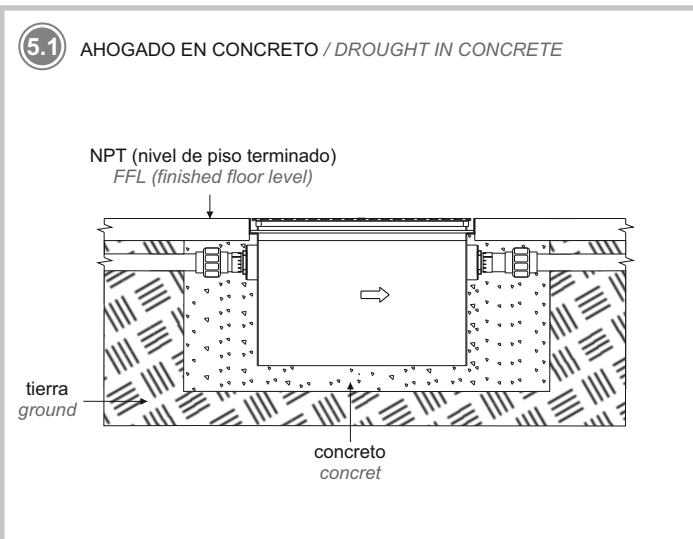 5.1 AHOGADO EN CONCRETO / DROUGHT IN CONCRETE
NPT (nivel de piso terminado)
FFL (finished floor level)
tierra
ground
concreto
concret